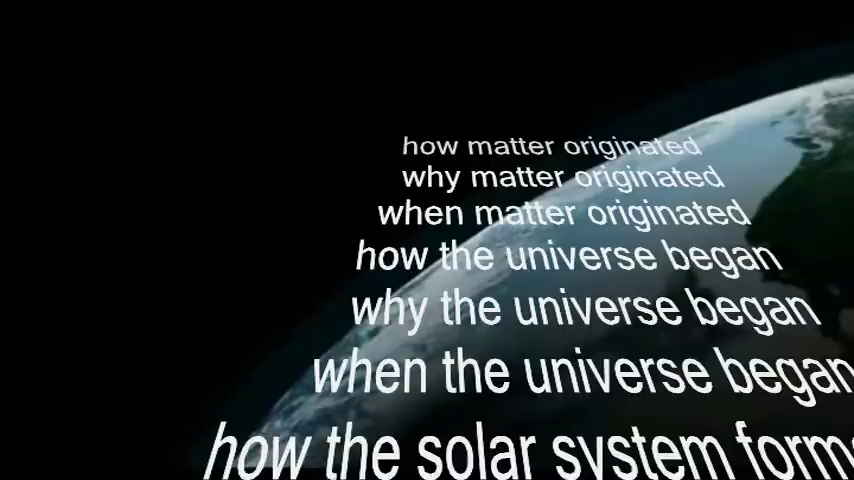 how matter originated
why matter originated
when matter originated
how the universe began
why the universe began
when the universe began
how the solar system forme